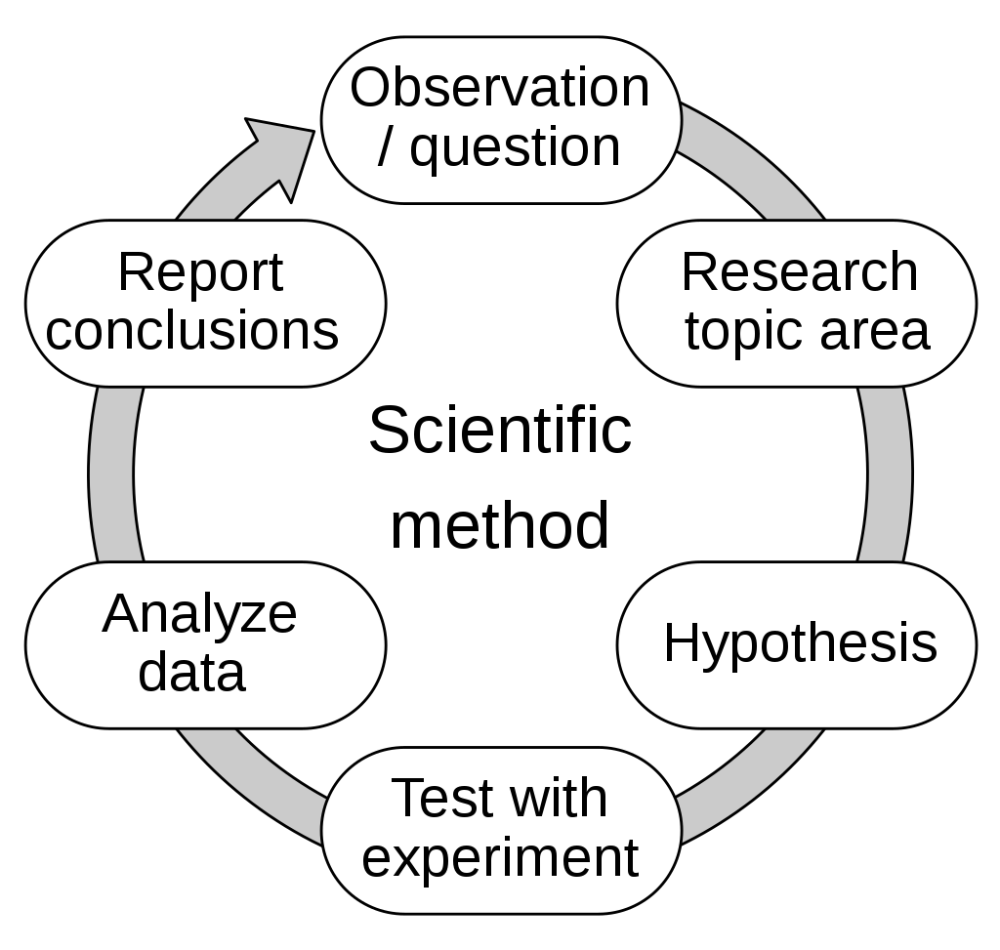 Observation
/ question
Research
topic area
Hypothesis
Test with
experiment
Analyze
data
Report
conclusions
Scientific
method